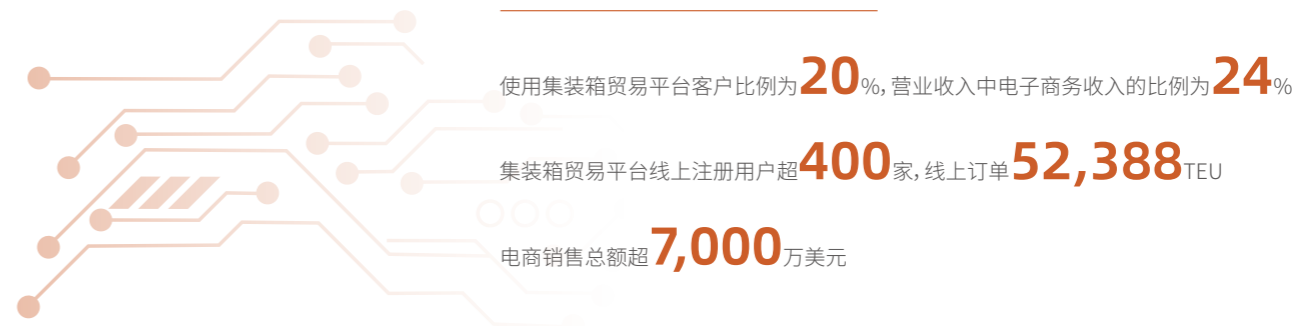 使用集装箱贸易平台客户比例为20%, 营业收入中电子商务收入的比例为24%
集装箱贸易平台线上注册用户超400家, 线上订单52,388TEU
电商销售总额超7,000万美元